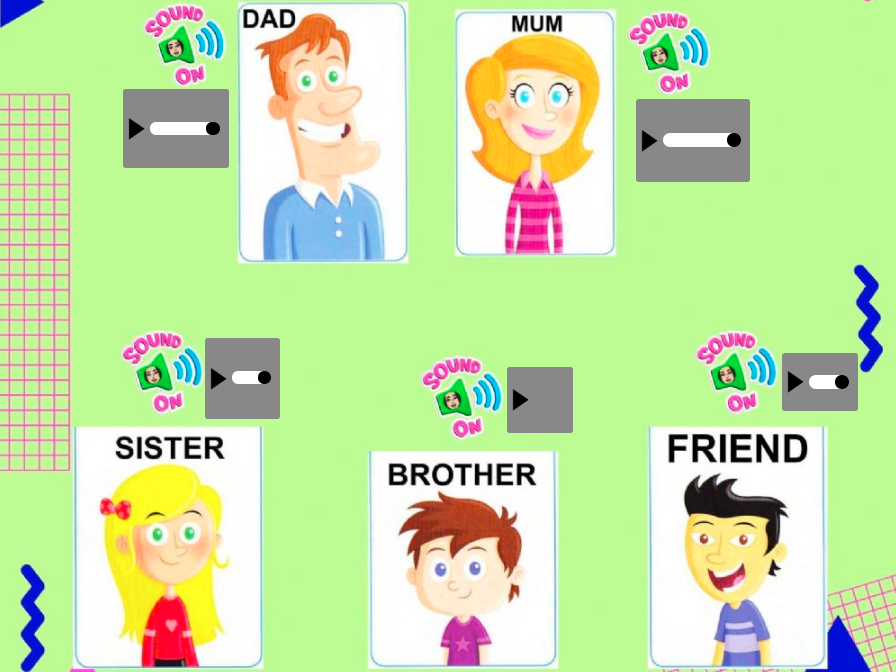 SOUND
ON
DAD
MUM
SOUND
ON
SOUND
ON
SISTER
SOUND
ON
BROTHER
SOUND
ON
FRIEND